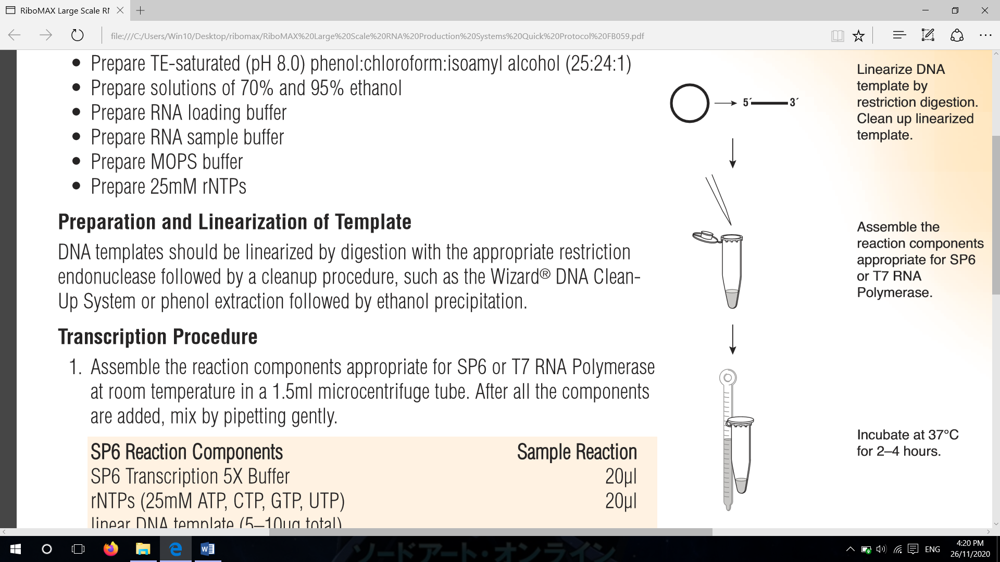 RiboMAX Large Scale RI
file:///C:/Users/Win10/Desktop/ribomax/RiboMAX%20Large%20Scale%20RNA%20Production%20Systems%20Quick%20Protocol%20FB059.pdf
• Prepare TE-saturated (pH 8.0) phenol:chloroform:isoamyl alcohol (25:24:1)
• Prepare solutions of 70% and 95% ethanol
• Prepare RNA loading buffer
• Prepare RNA sample buffer
• Prepare MOPS buffer
• Prepare 25mM rNTPs
Preparation and Linearization of Template
DNA templates should be linearized by digestion with the appropriate restriction
endonuclease followed by a cleanup procedure, such as the Wizard® DNA Clean-
Up System or phenol extraction followed by ethanol precipitation.
Transcription Procedure
1. Assemble the reaction components appropriate for SP6 or T7 RNA Polymerase
at room temperature in a 1.5ml microcentrifuge tube. After all the components
are added, mix by pipetting gently.
SP6 Reaction Components Sample Reaction
SP6 Transcription 5X Buffer 20µl
rNTPs (25mM ATP, CTP, GTP, UTP) 20µl
linear DNA template (5–10µg total)
5´ 3´
Linearize DNA
template by
restriction digestion.
Clean up linearized
template.
Assemble the
reaction components
appropriate for SP6
or T7 RNA
Polymerase.
Incubate at 37°C
for 2–4 hours.
ソードアート・オンライン
ENG
4:20 PM
26/11/2020